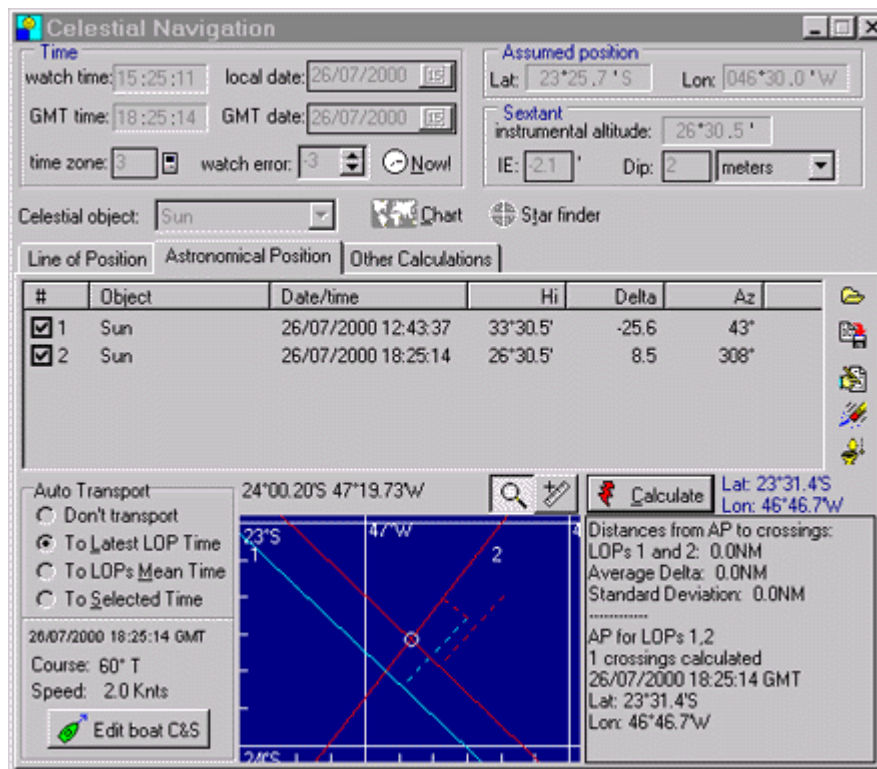 Celestial Navigation
Time
watch time: 15:25:11 local date: 26/07/2000 15
GMT time: 18:25:14 GMT date: 26/07/2000 15
time zone: 3 watch error: -3 Now!
Assumed position
Lat: 23°25.7 ' S Lon: 046°30.0 ' W
Sextant
instrumental altitude: 26°30.5 '
IE: -2.1 ' Dip: 2 meters
Celestial object: Sun Chart Star finder
Line of Position Astronomical Position Other Calculations
# Object Date/time Hi Delta Az
1 Sun 26/07/2000 12:43:37 33°30.5' -25.6 43°
2 Sun 26/07/2000 18:25:14 26°30.5' 8.5 308°
Auto Transport
Don't transport
To Latest LOP Time
To LOPs Mean Time
To Selected Time
26/07/2000 18:25:14 GMT
Course: 60° T
Speed: 2.0 Knts
Edit boat C&S
24°00.20'S 47°19.73'W
23°S 47°W 4
1 2
24°S
Calculate Lat: 23°31.4'S
Lon: 46°46.7'W
Distances from AP to crossings:
LOPs 1 and 2: 0.0NM
Average Delta: 0.0NM
Standard Deviation: 0.0NM
------------
AP for LOPs 1,2
1 crossings calculated
26/07/2000 18:25:14 GMT
Lat: 23°31.4'S
Lon: 46°46.7'W